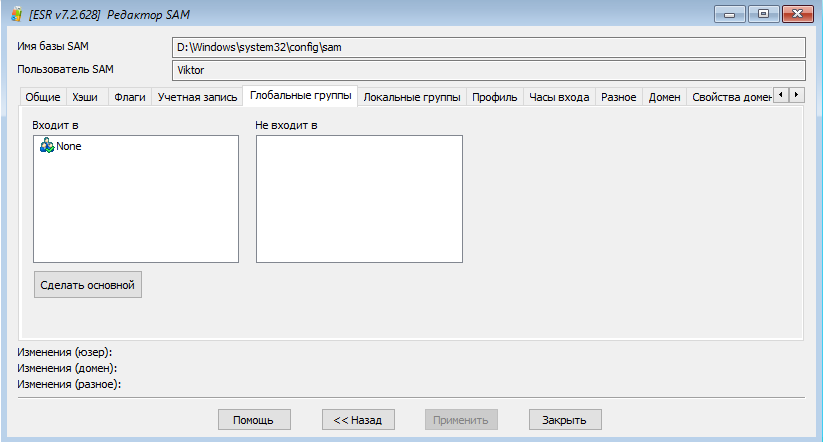 [ESR v7.2.628] Редактор SAM
Имя базы SAM D:\Windows\system32\config\sam
Пользователь SAM Viktor
Общие Хэши Флаги Учетная запись Глобальные группы Локальные группы Профиль Часы входа Разное Домен Свойства домен
Входит в Не входит в
None
Сделать основной
Изменения (юзер):
Изменения (домен):
Изменения (разное):
Помощь << Назад Применить Закрыть